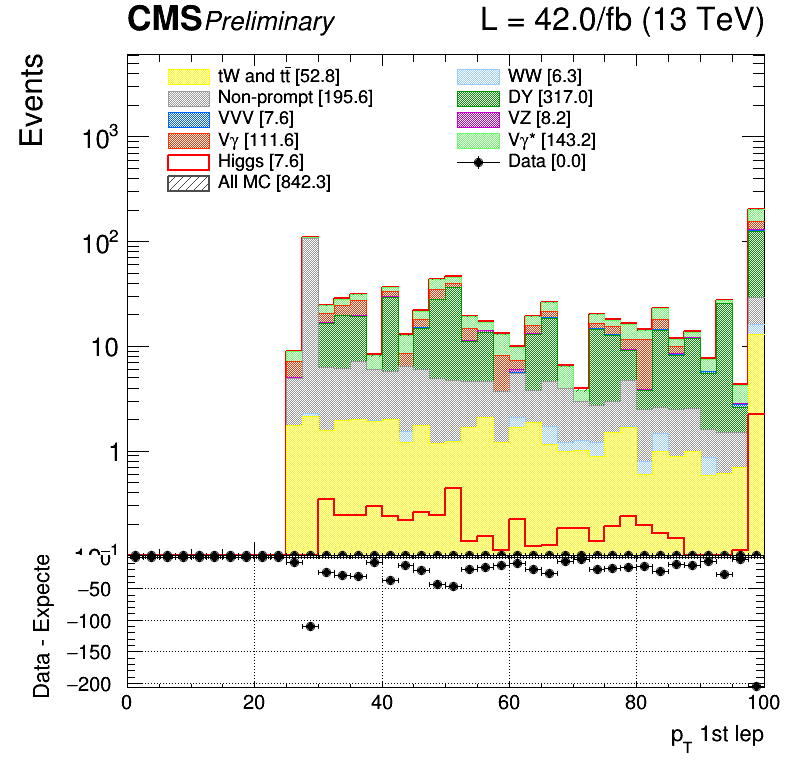 CMS Preliminary L = 42.0/fb (13 TeV)
Events
tW and tt̄ [52.8]
Non-prompt [195.6]
VVV [7.6]
Vγ [111.6]
Higgs [7.6]
All MC [842.3]
WW [6.3]
DY [317.0]
VZ [8.2]
Vγ* [143.2]
Data [0.0]
10³
10²
10
1
0
−50
−100
−150
−200
Data - Expecte
0 20 40 60 80 100
p_T 1st lep